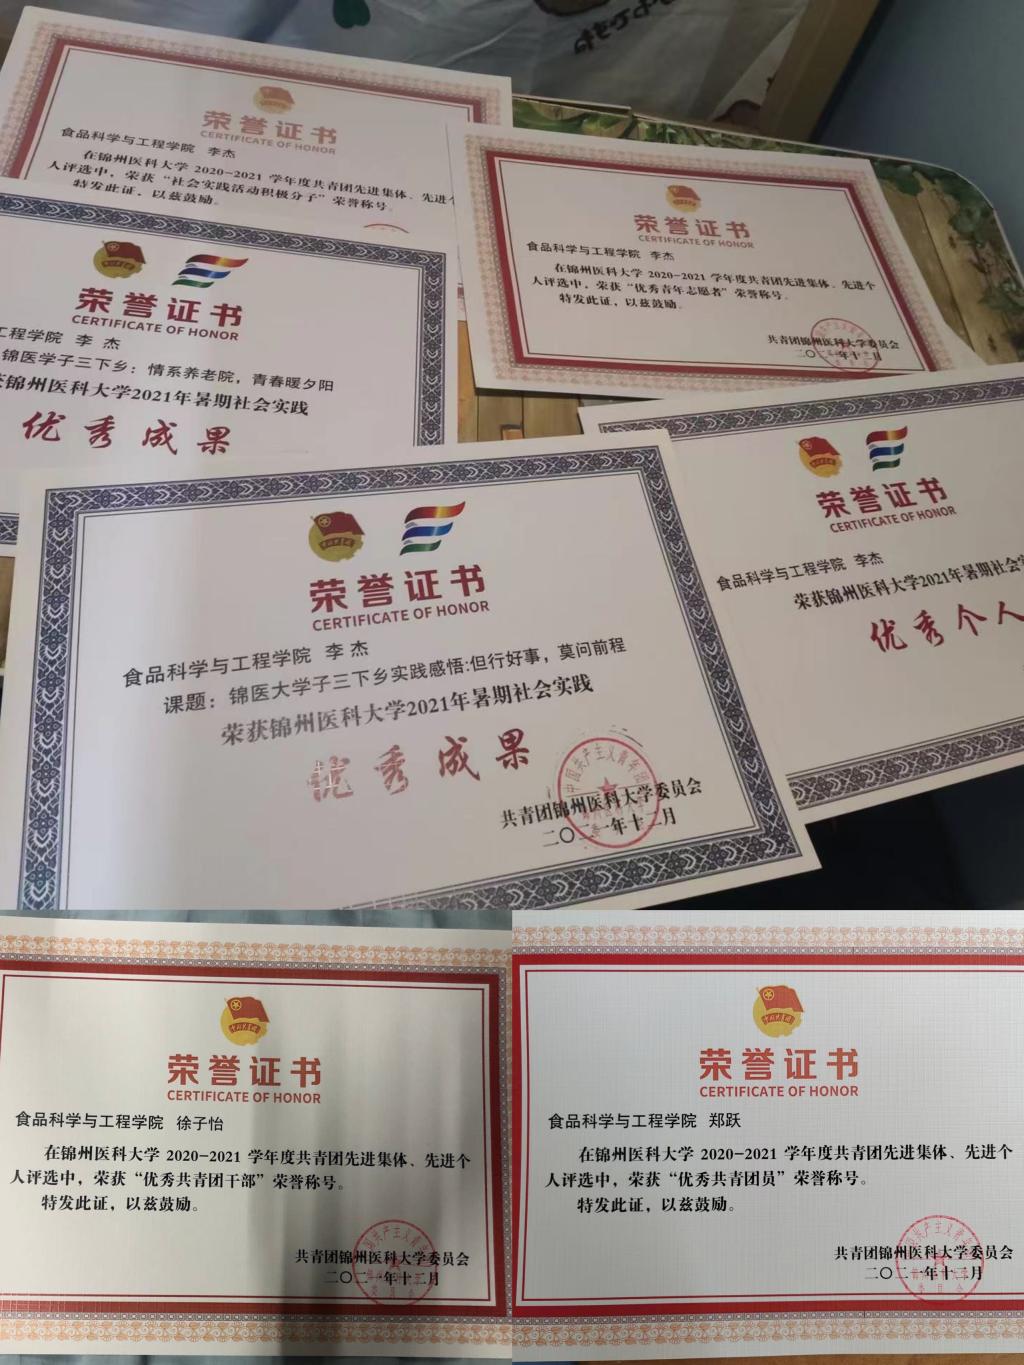 荣誉证书
CERTIFICATE OF HONOR
食品科学与工程学院 李杰
在锦州医科大学 2020-2021 学年度共青团先进集体、先进个
人评选中，荣获“社会实践活动积极分子”荣誉称号。
特发此证，以兹鼓励。
荣誉证书
CERTIFICATE OF HONOR
食品科学与工程学院 李杰
在锦州医科大学 2020-2021 学年度共青团先进集体、先进个
人评选中，荣获“优秀青年志愿者”荣誉称号。
特发此证，以兹鼓励。
共青团锦州医科大学委员会
二〇二一年十二月
荣誉证书
CERTIFICATE OF HONOR
工程学院 李 杰
锦医学子三下乡：情系养老院，青春暖夕阳
锦州医科大学2021年暑期社会实践
优秀成果
荣誉证书
CERTIFICATE OF HONOR
食品科学与工程学院 李杰
荣获锦州医科大学2021年暑期社会实
优秀个人
荣誉证书
CERTIFICATE OF HONOR
食品科学与工程学院 李 杰
课题：锦医大学子三下乡实践感悟:但行好事，莫问前程
荣获锦州医科大学2021年暑期社会实践
优秀成果
共青团锦州医科大学委员会
二〇二一年十二月
荣誉证书
CERTIFICATE OF HONOR
食品科学与工程学院 徐子怡
在锦州医科大学 2020-2021 学年度共青团先进集体、先进个
人评选中，荣获“优秀共青团干部”荣誉称号。
特发此证，以兹鼓励。
共青团锦州医科大学委员会
二〇二一年十二月
荣誉证书
CERTIFICATE OF HONOR
食品科学与工程学院 郑跃
在锦州医科大学 2020-2021 学年度共青团先进集体、先进个
人评选中，荣获“优秀共青团员”荣誉称号。
特发此证，以兹鼓励。
共青团锦州医科大学委员会
二〇二一年十二月